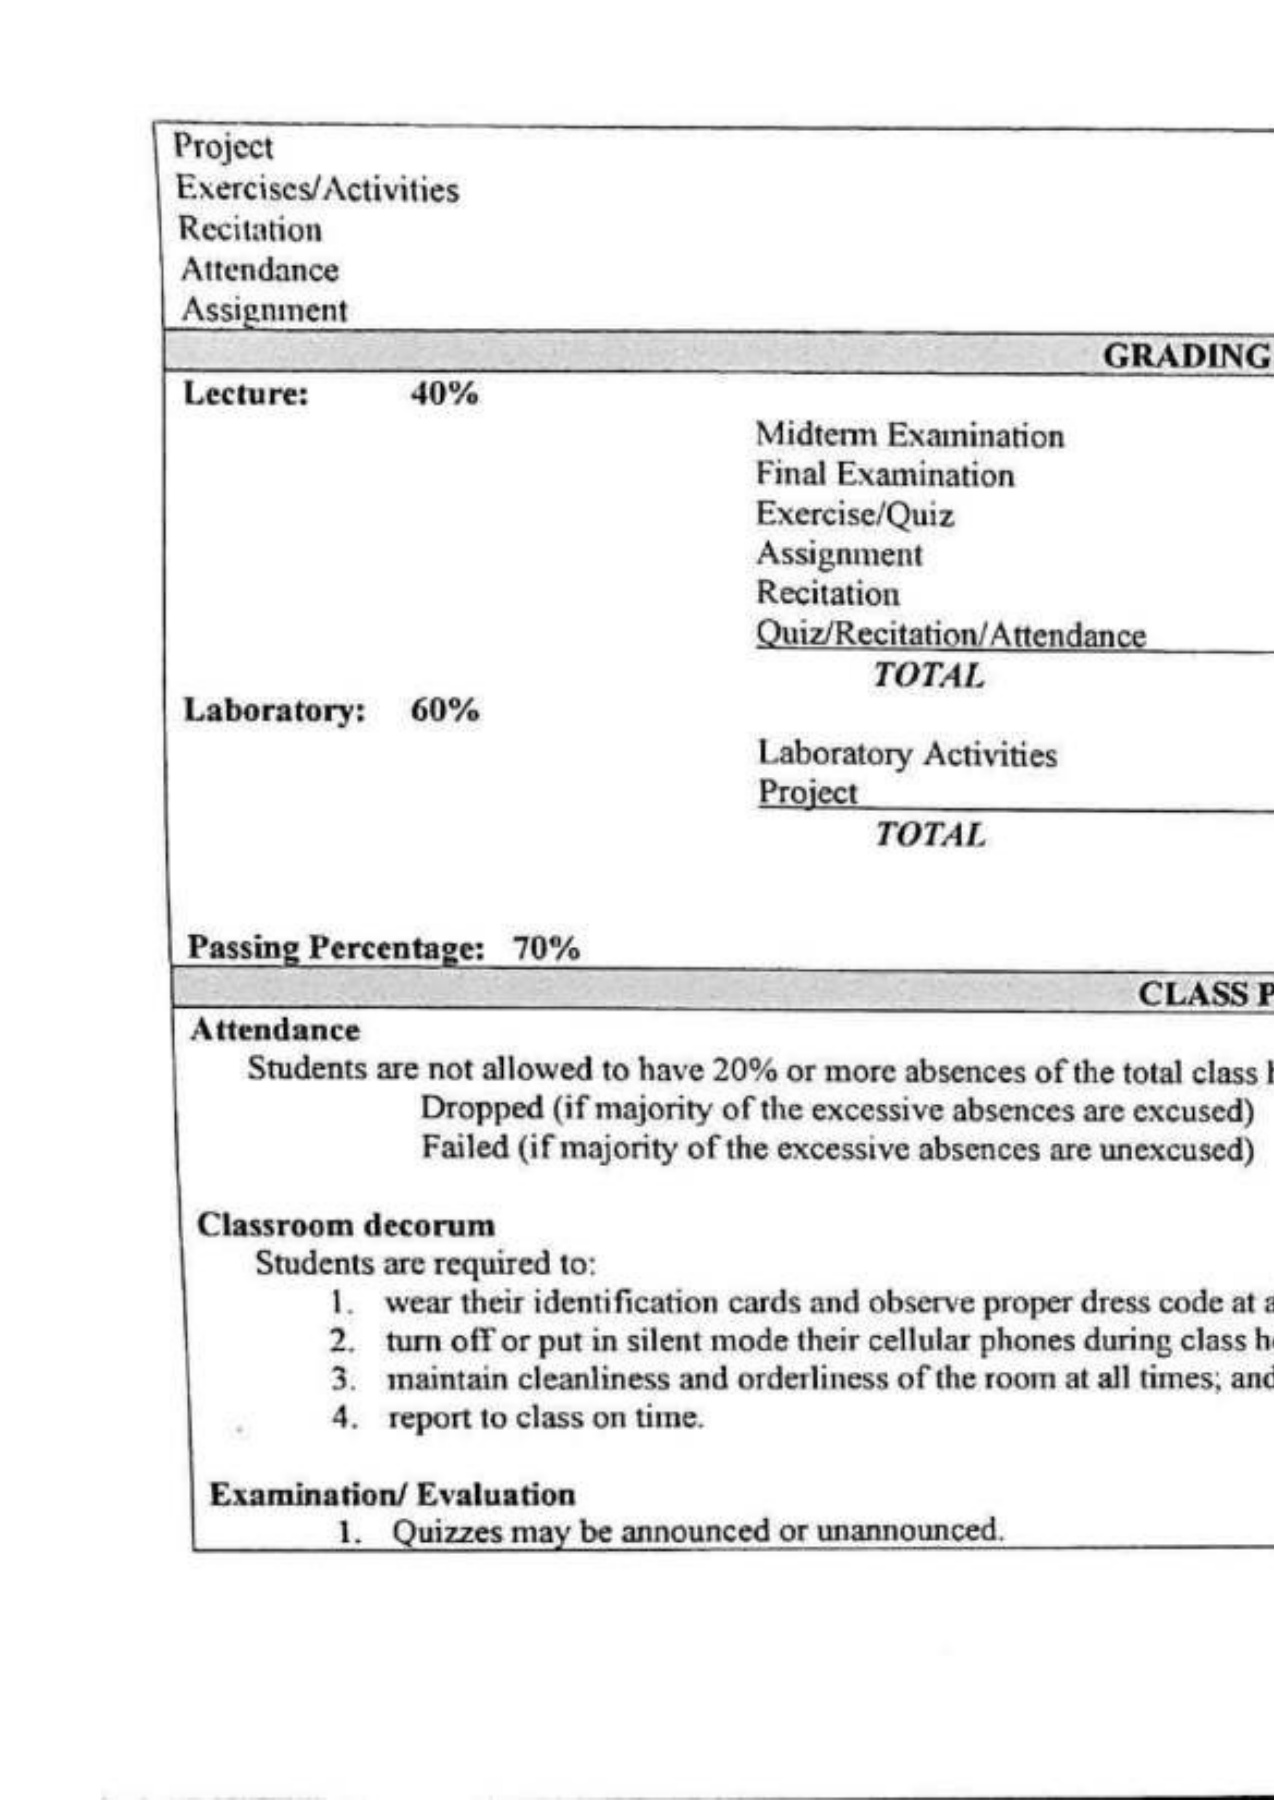 Project
Exercises/Activities
Recitation
Attendance
Assignment
GRADING
Lecture: 40%
Midterm Examination
Final Examination
Exercise/Quiz
Assignment
Recitation
Quiz/Recitation/Attendance
TOTAL
Laboratory: 60%
Laboratory Activities
Project
TOTAL
Passing Percentage: 70%
CLASS P
Attendance
Students are not allowed to have 20% or more absences of the total class
Dropped (if majority of the excessive absences are excused)
Failed (if majority of the excessive absences are unexcused)
Classroom decorum
Students are required to:
1. wear their identification cards and observe proper dress code at a
2. turn off or put in silent mode their cellular phones during class h
3. maintain cleanliness and orderliness of the room at all times; and
4. report to class on time.
Examination/ Evaluation
1. Quizzes may be announced or unannounced.